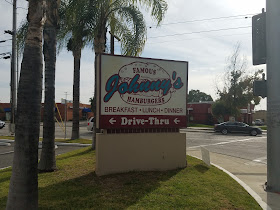 FAMOUS
Johnny's
HAMBURGERS
BREAKFAST • LUNCH • DINNER
← Drive-Thru ←